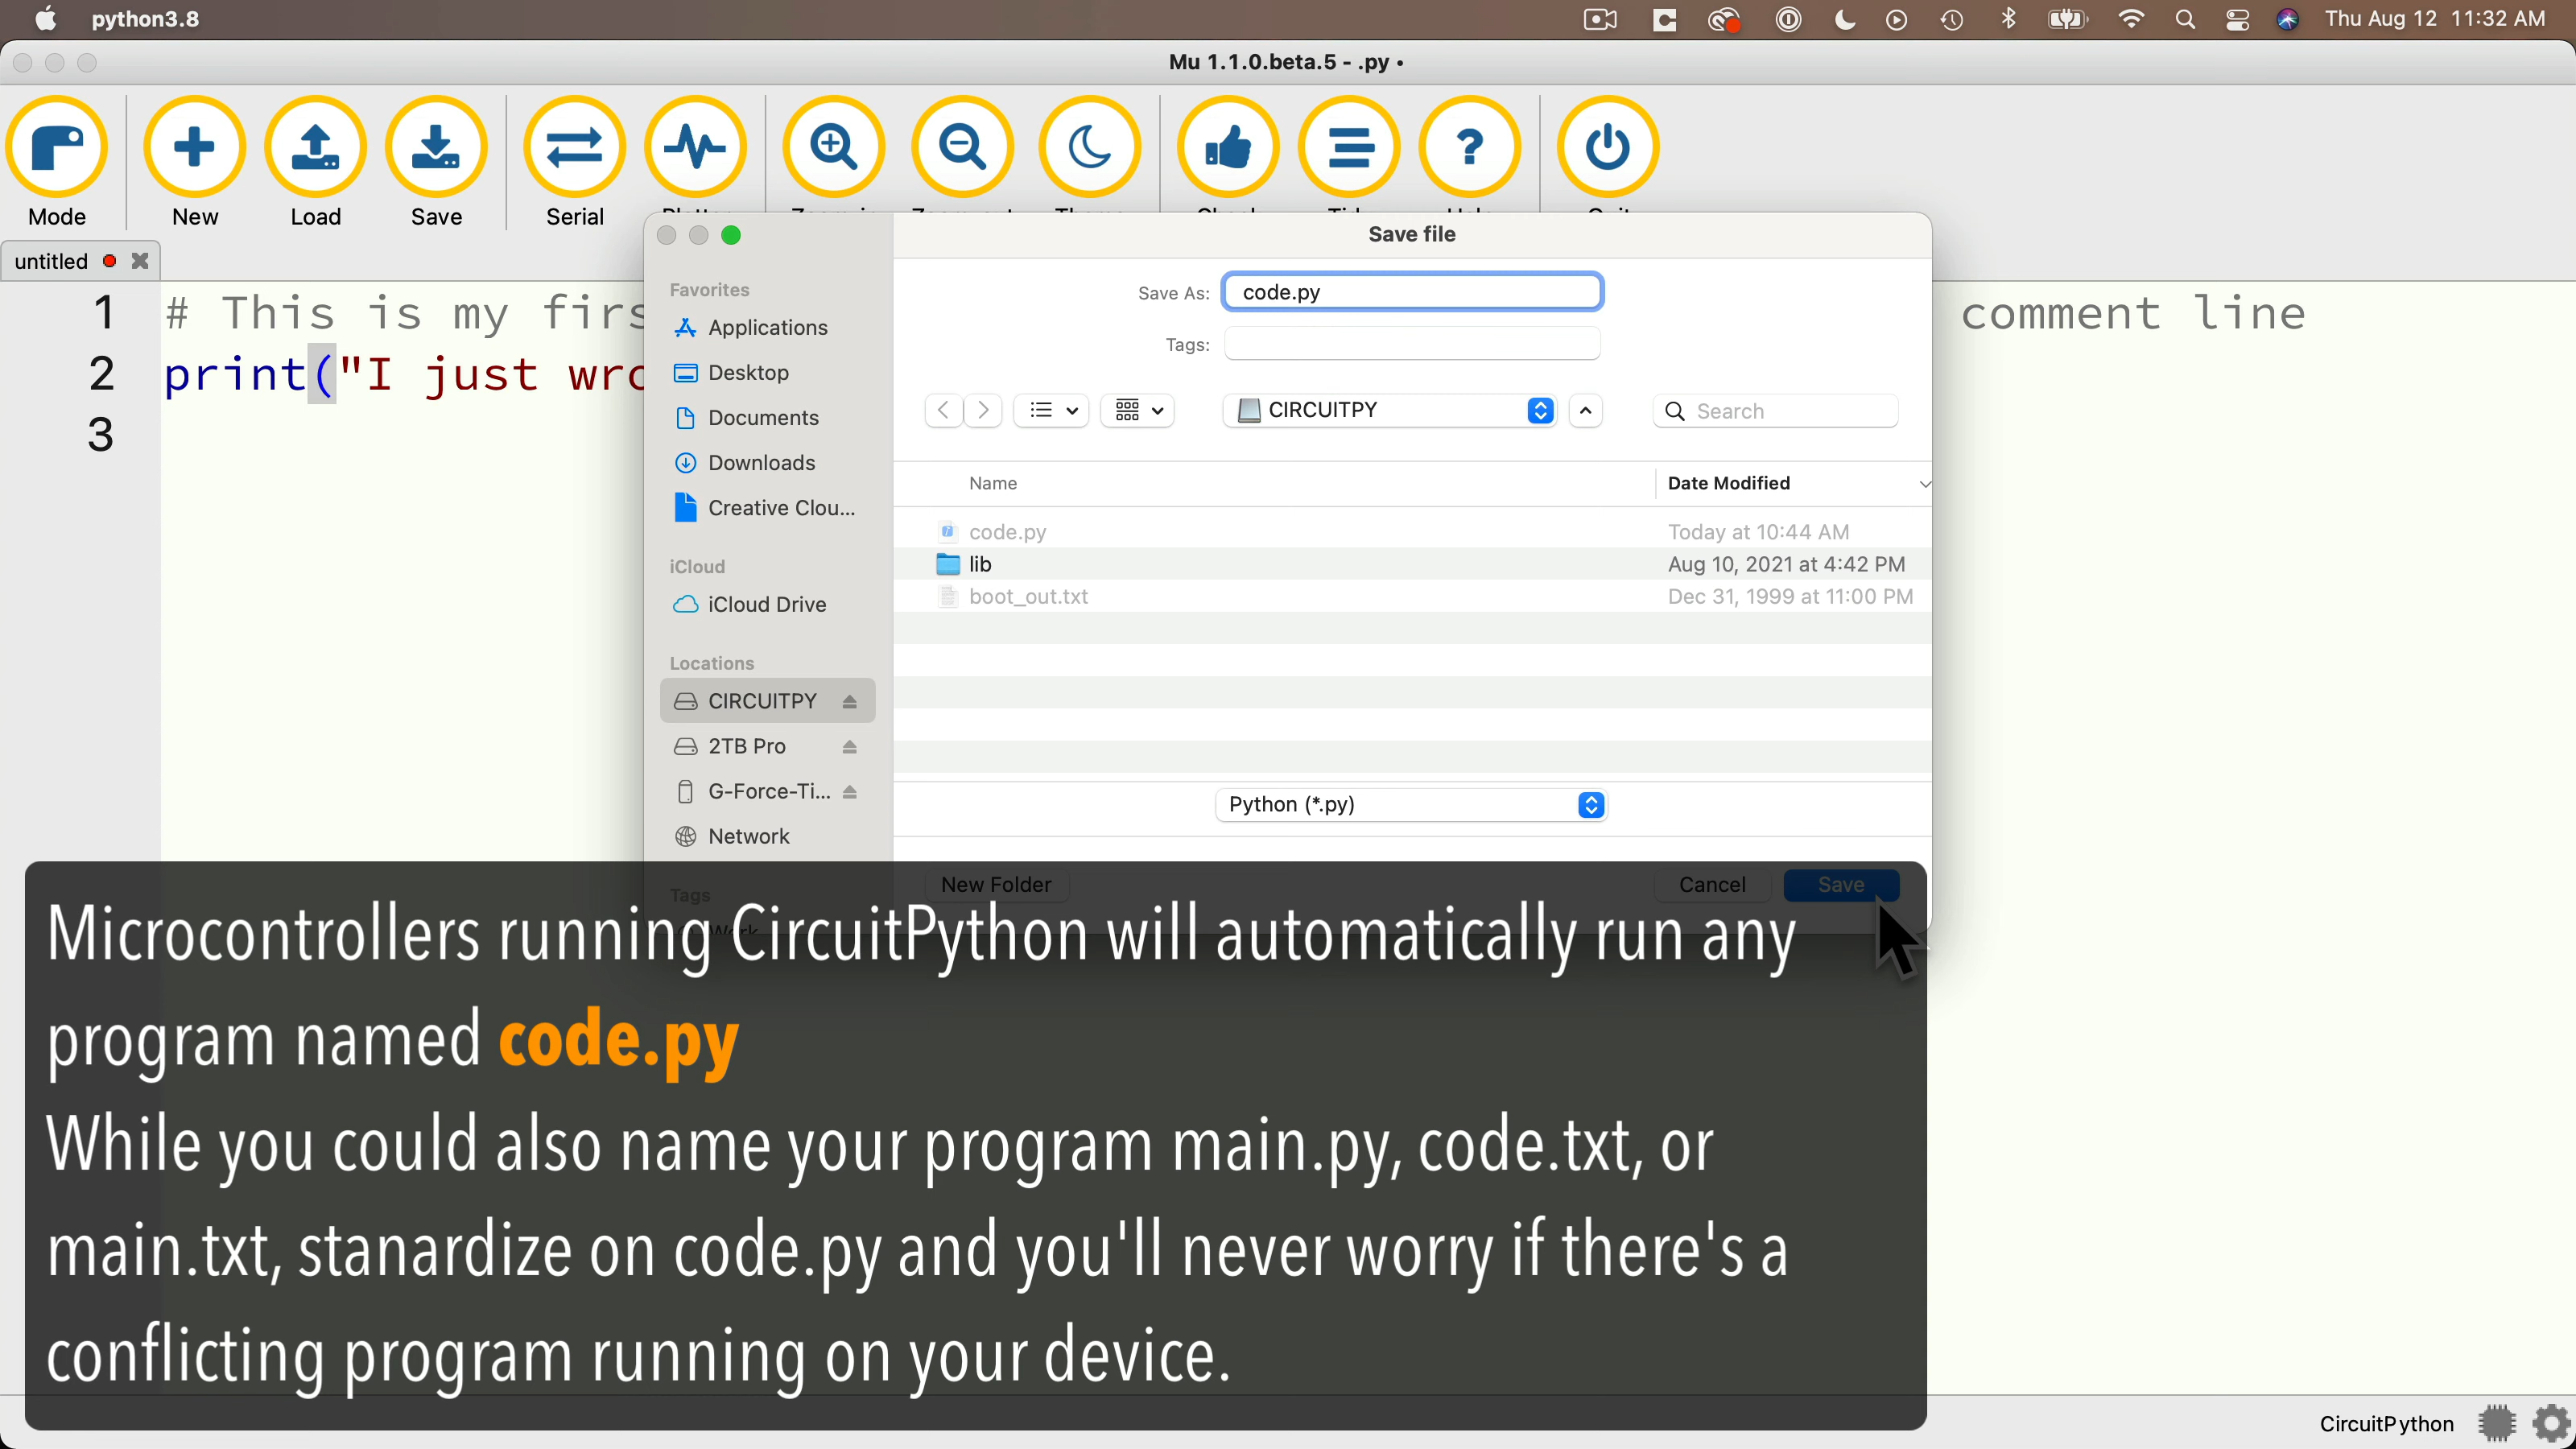 python3.8
Thu Aug 12 11:32 AM
Mu 1.1.0.beta.5 - .py •
Mode
New
Load
Save
Serial
untitled
Save file
1
# This is my firs
comment line
2
print("I just wro
3
Favorites
Applications
Desktop
Documents
Downloads
Creative Clou...
iCloud
iCloud Drive
Locations
CIRCUITPY
2TB Pro
G-Force-Ti...
Network
Tags
Work
Save As: code.py
Tags:
CIRCUITPY
Search
Name Date Modified
code.py Today at 10:44 AM
lib Aug 10, 2021 at 4:42 PM
boot_out.txt Dec 31, 1999 at 11:00 PM
Python (*.py)
New Folder Cancel Save
Microcontrollers running CircuitPython will automatically run any
program named code.py
While you could also name your program main.py, code.txt, or
main.txt, stanardize on code.py and you'll never worry if there's a
conflicting program running on your device.
CircuitPython